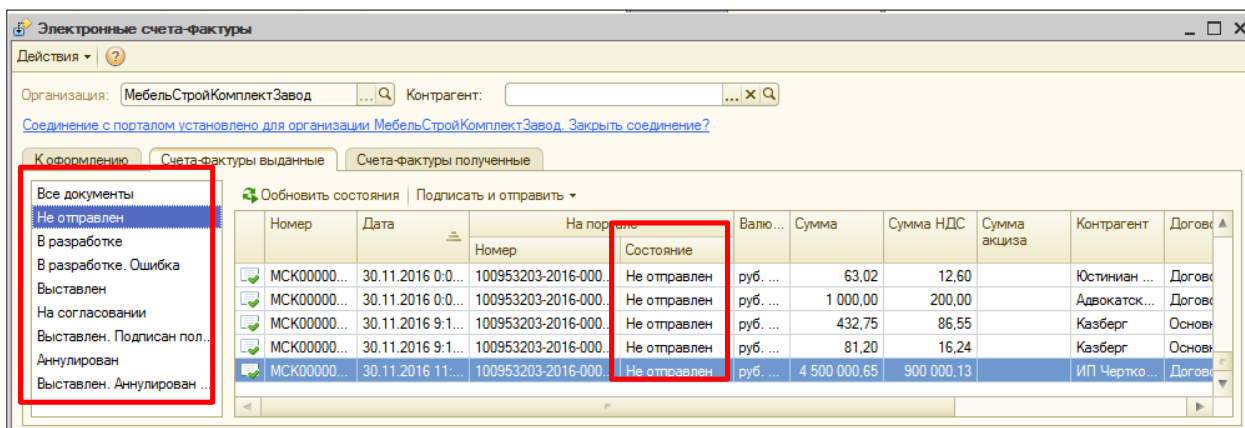 Электронные счета-фактуры
Действия
Организация: МебельСтройКомплектЗавод ... Контрагент: ...
Соединение с порталом установлено для организации МебельСтройКомплектЗавод. Закрыть соединение?
К оформлению Счета-фактуры выданные Счета-фактуры полученные
Все документы
Не отправлен
В разработке
В разработке. Ошибка
Выставлен
На согласовании
Выставлен. Подписан пол...
Аннулирован
Выставлен. Аннулирован ...
Обновить состояния Подписать и отправить
Номер Дата На портале Валю... Сумма Сумма НДС Сумма акциза Контрагент Догово
Номер Состояние
МСК00000... 30.11.2016 0:0... 100953203-2016-000... Не отправлен руб. ... 63,02 12,60 Юстиниан ... Догово
МСК00000... 30.11.2016 0:0... 100953203-2016-000... Не отправлен руб. ... 1 000,00 200,00 Адвокатск... Догово
МСК00000... 30.11.2016 9:1... 100953203-2016-000... Не отправлен руб. ... 432,75 86,55 Казберг Основн
МСК00000... 30.11.2016 9:1... 100953203-2016-000... Не отправлен руб. ... 81,20 16,24 Казберг Основн
МСК00000... 30.11.2016 11:... 100953203-2016-000... Не отправлен руб. ... 4 500 000,65 900 000,13 ИП Чертко... Догово